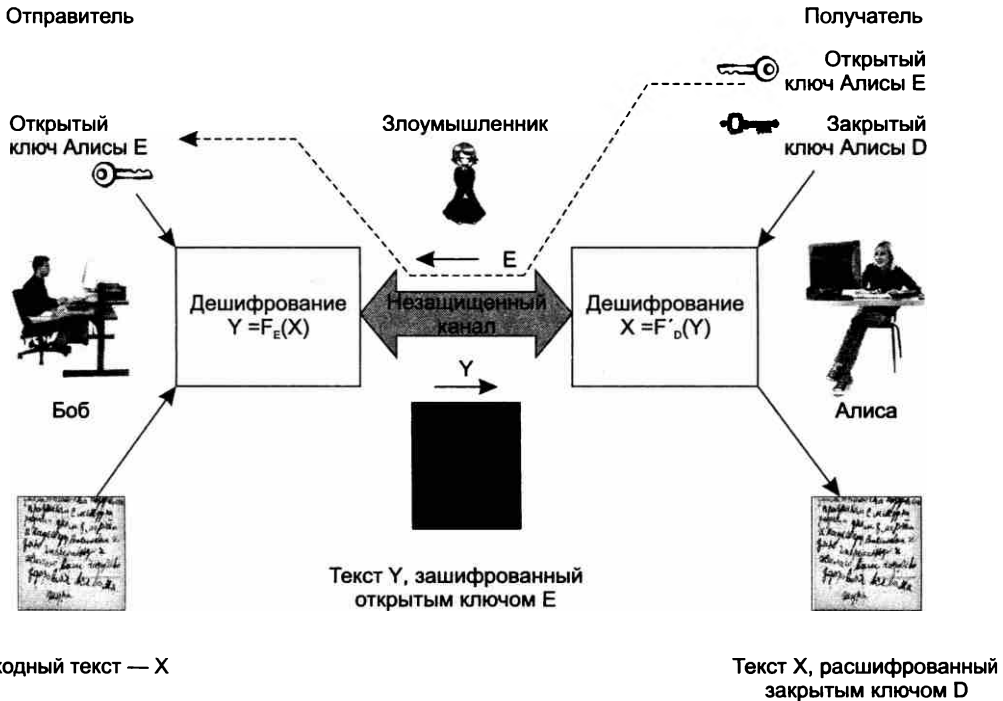 Отправитель
Получатель
Открытый
ключ Алисы E
Закрытый
ключ Алисы D
Открытый
ключ Алисы E
Злоумышленник
E
Дешифрование
Y =F_E(X)
Незащищенный
канал
Дешифрование
X =F´_D(Y)
Y
Боб
Алиса
Текст Y, зашифрованный
открытым ключом E
ходный текст — X
Текст X, расшифрованный
закрытым ключом D